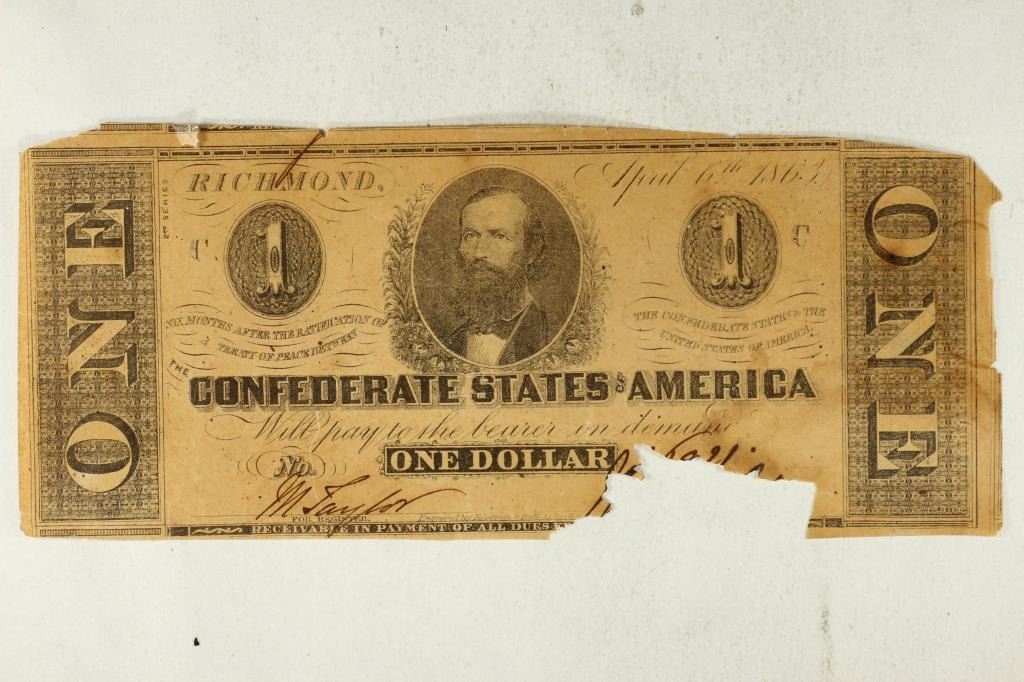 RICHMOND, April 6th 1863
2ND SERIES
ONE
1
1
ONE
C
SIX MONTHS AFTER THE RATIFICATION OF
A TREATY OF PEACE BETWEEN
THE CONFEDERATE STATES & THE
UNITED STATES OF AMERICA,
THE
CONFEDERATE STATES OF AMERICA
Will pay to the bearer on demand
No. ONE DOLLAR
M Taylor
FOR REGISTER.
RECEIVABLE IN PAYMENT OF ALL DUES